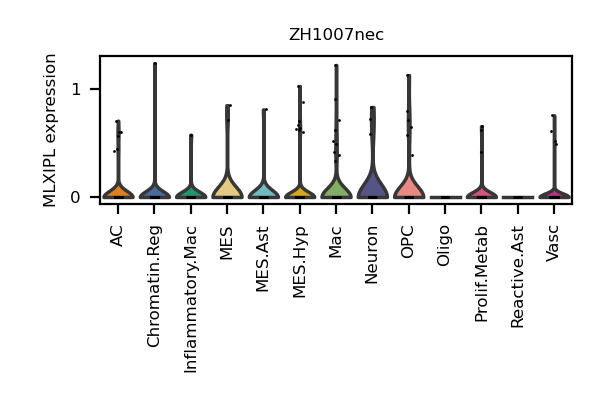 ZH1007nec
MLXIPL expression
1
0
AC
Chromatin.Reg
Inflammatory.Mac
MES
MES.Ast
MES.Hyp
Mac
Neuron
OPC
Oligo
Prolif.Metab
Reactive.Ast
Vasc